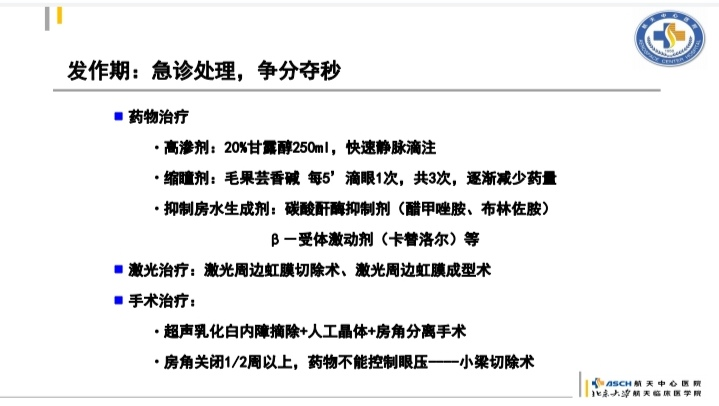 发作期：急诊处理，争分夺秒
■ 药物治疗
·高渗剂：20%甘露醇250ml，快速静脉滴注
·缩瞳剂：毛果芸香碱 每5’滴眼1次，共3次，逐渐减少药量
·抑制房水生成剂：碳酸酐酶抑制剂（醋甲唑胺、布林佐胺）
β－受体激动剂（卡替洛尔）等
■ 激光治疗：激光周边虹膜切除术、激光周边虹膜成型术
■ 手术治疗：
·超声乳化白内障摘除+人工晶体+房角分离手术
·房角关闭1/2周以上，药物不能控制眼压——小梁切除术
航天中心医院
AEROSPACE CENTER HOSPITAL
ASCH 航天中心医院
北京大学 航天临床医学院